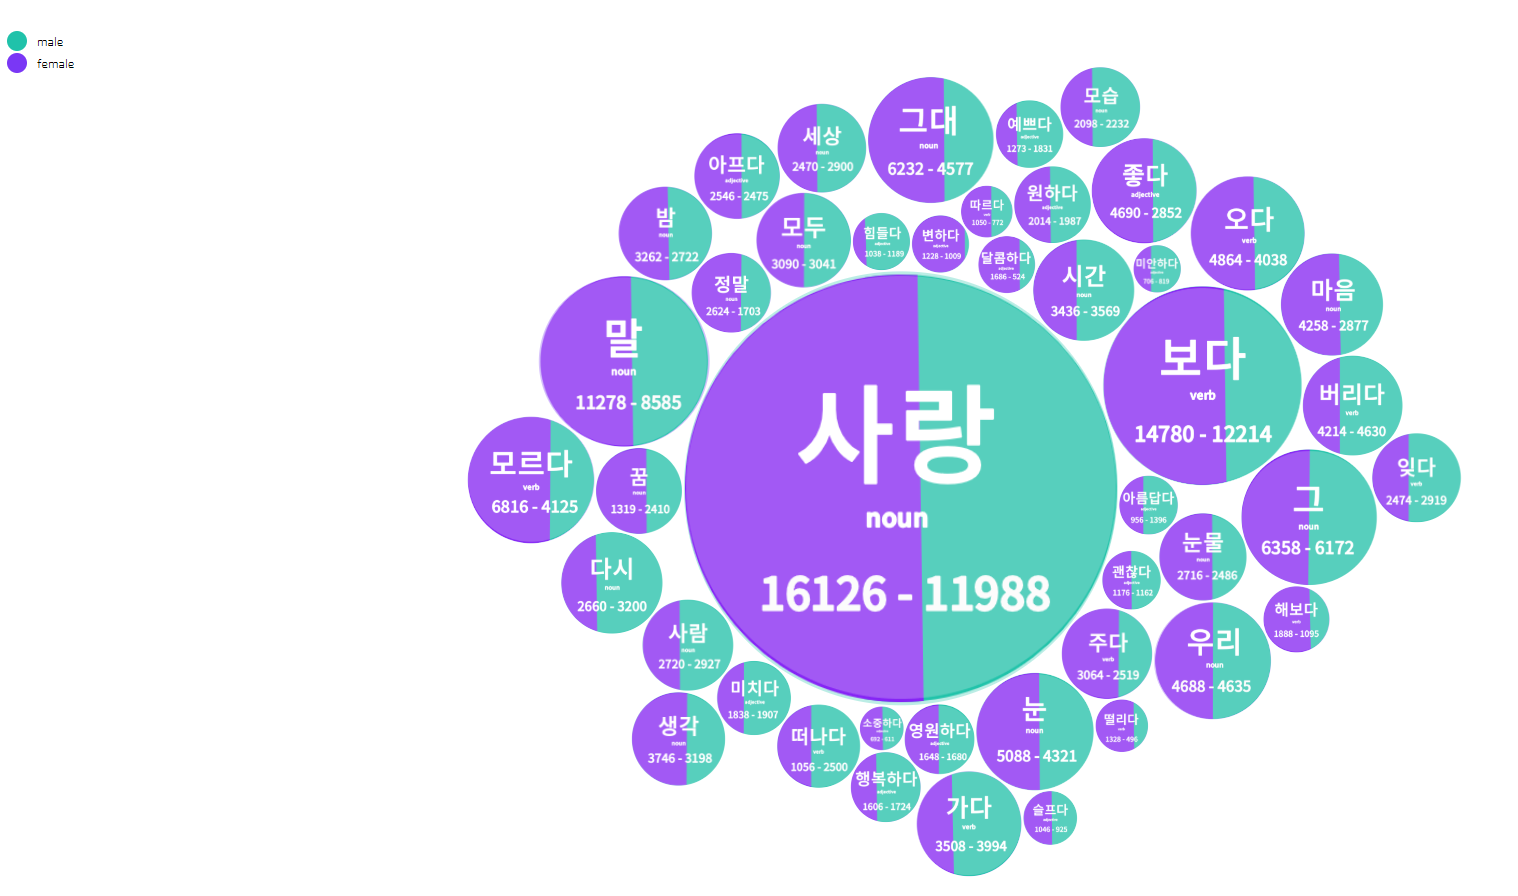 male
female
모습
noun
2098 - 2232
그대
noun
6232 - 4577
예쁘다
adjective
1273 - 1831
세상
noun
2470 - 2900
아프다
adjective
2546 - 2475
좋다
adjective
4690 - 2852
원하다
adjective
2014 - 1987
따르다
verb
1050 - 772
밤
noun
3262 - 2722
모두
noun
3090 - 3041
힘들다
adjective
1038 - 1189
변하다
adjective
1228 - 1009
오다
verb
4864 - 4038
달콤하다
adjective
1686 - 524
시간
noun
3436 - 3569
미안하다
adjective
706 - 819
정말
noun
2624 - 1703
마음
noun
4258 - 2877
말
noun
11278 - 8585
보다
verb
14780 - 12214
버리다
verb
4214 - 4630
사랑
noun
16126 - 11988
모르다
verb
6816 - 4125
꿈
noun
1319 - 2410
잊다
verb
2474 - 2919
아름답다
adjective
956 - 1396
그
noun
6358 - 6172
눈물
noun
2716 - 2486
다시
noun
2660 - 3200
괜찮다
adjective
1176 - 1162
해보다
verb
1888 - 1095
사람
noun
2720 - 2927
주다
verb
3064 - 2519
우리
noun
4688 - 4635
미치다
adjective
1838 - 1907
생각
noun
3746 - 3198
떠나다
verb
1056 - 2500
소중하다
692 - 611
영원하다
adjective
1648 - 1680
눈
noun
5088 - 4321
떨리다
verb
1328 - 496
행복하다
adjective
1606 - 1724
가다
verb
3508 - 3994
슬프다
adjective
1046 - 925